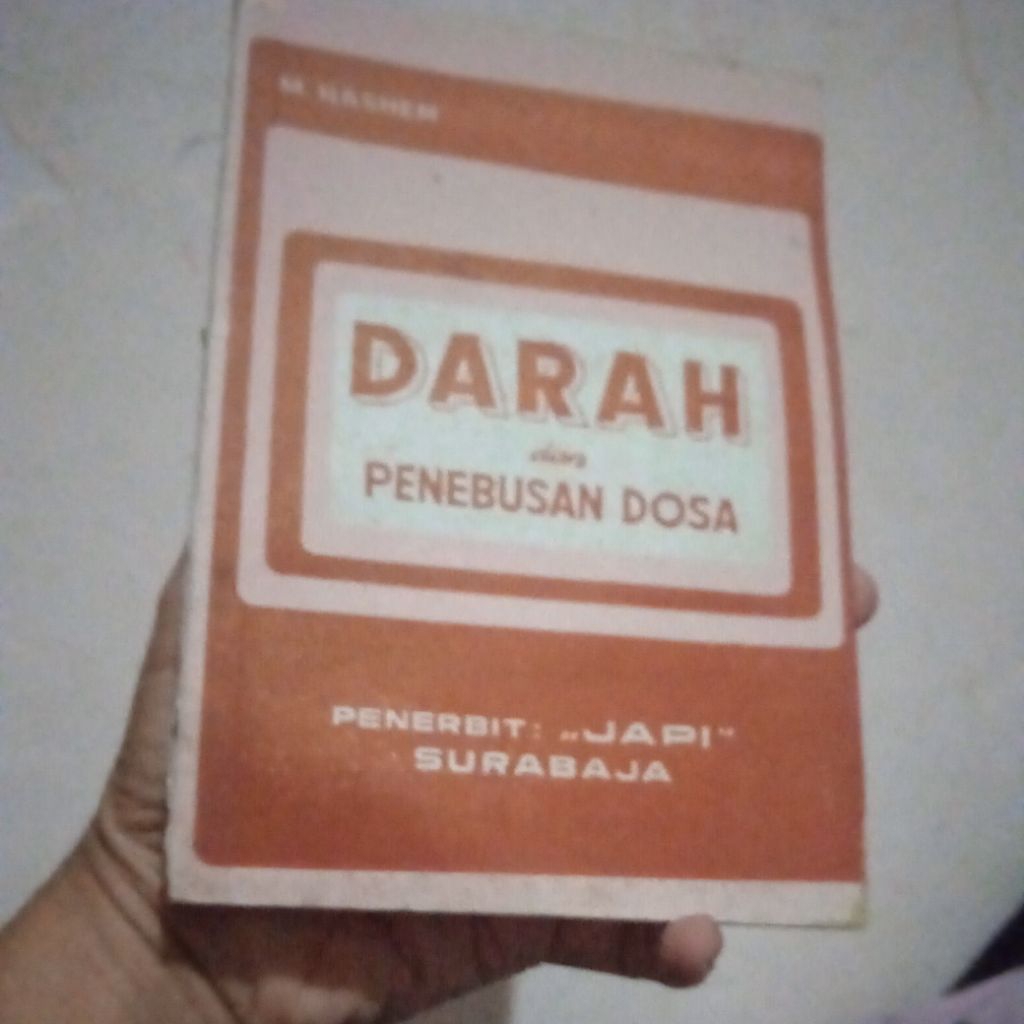 M. HASHEM
DARAH
dan
PENEBUSAN DOSA
PENERBIT: „JAPI"
SURABAJA